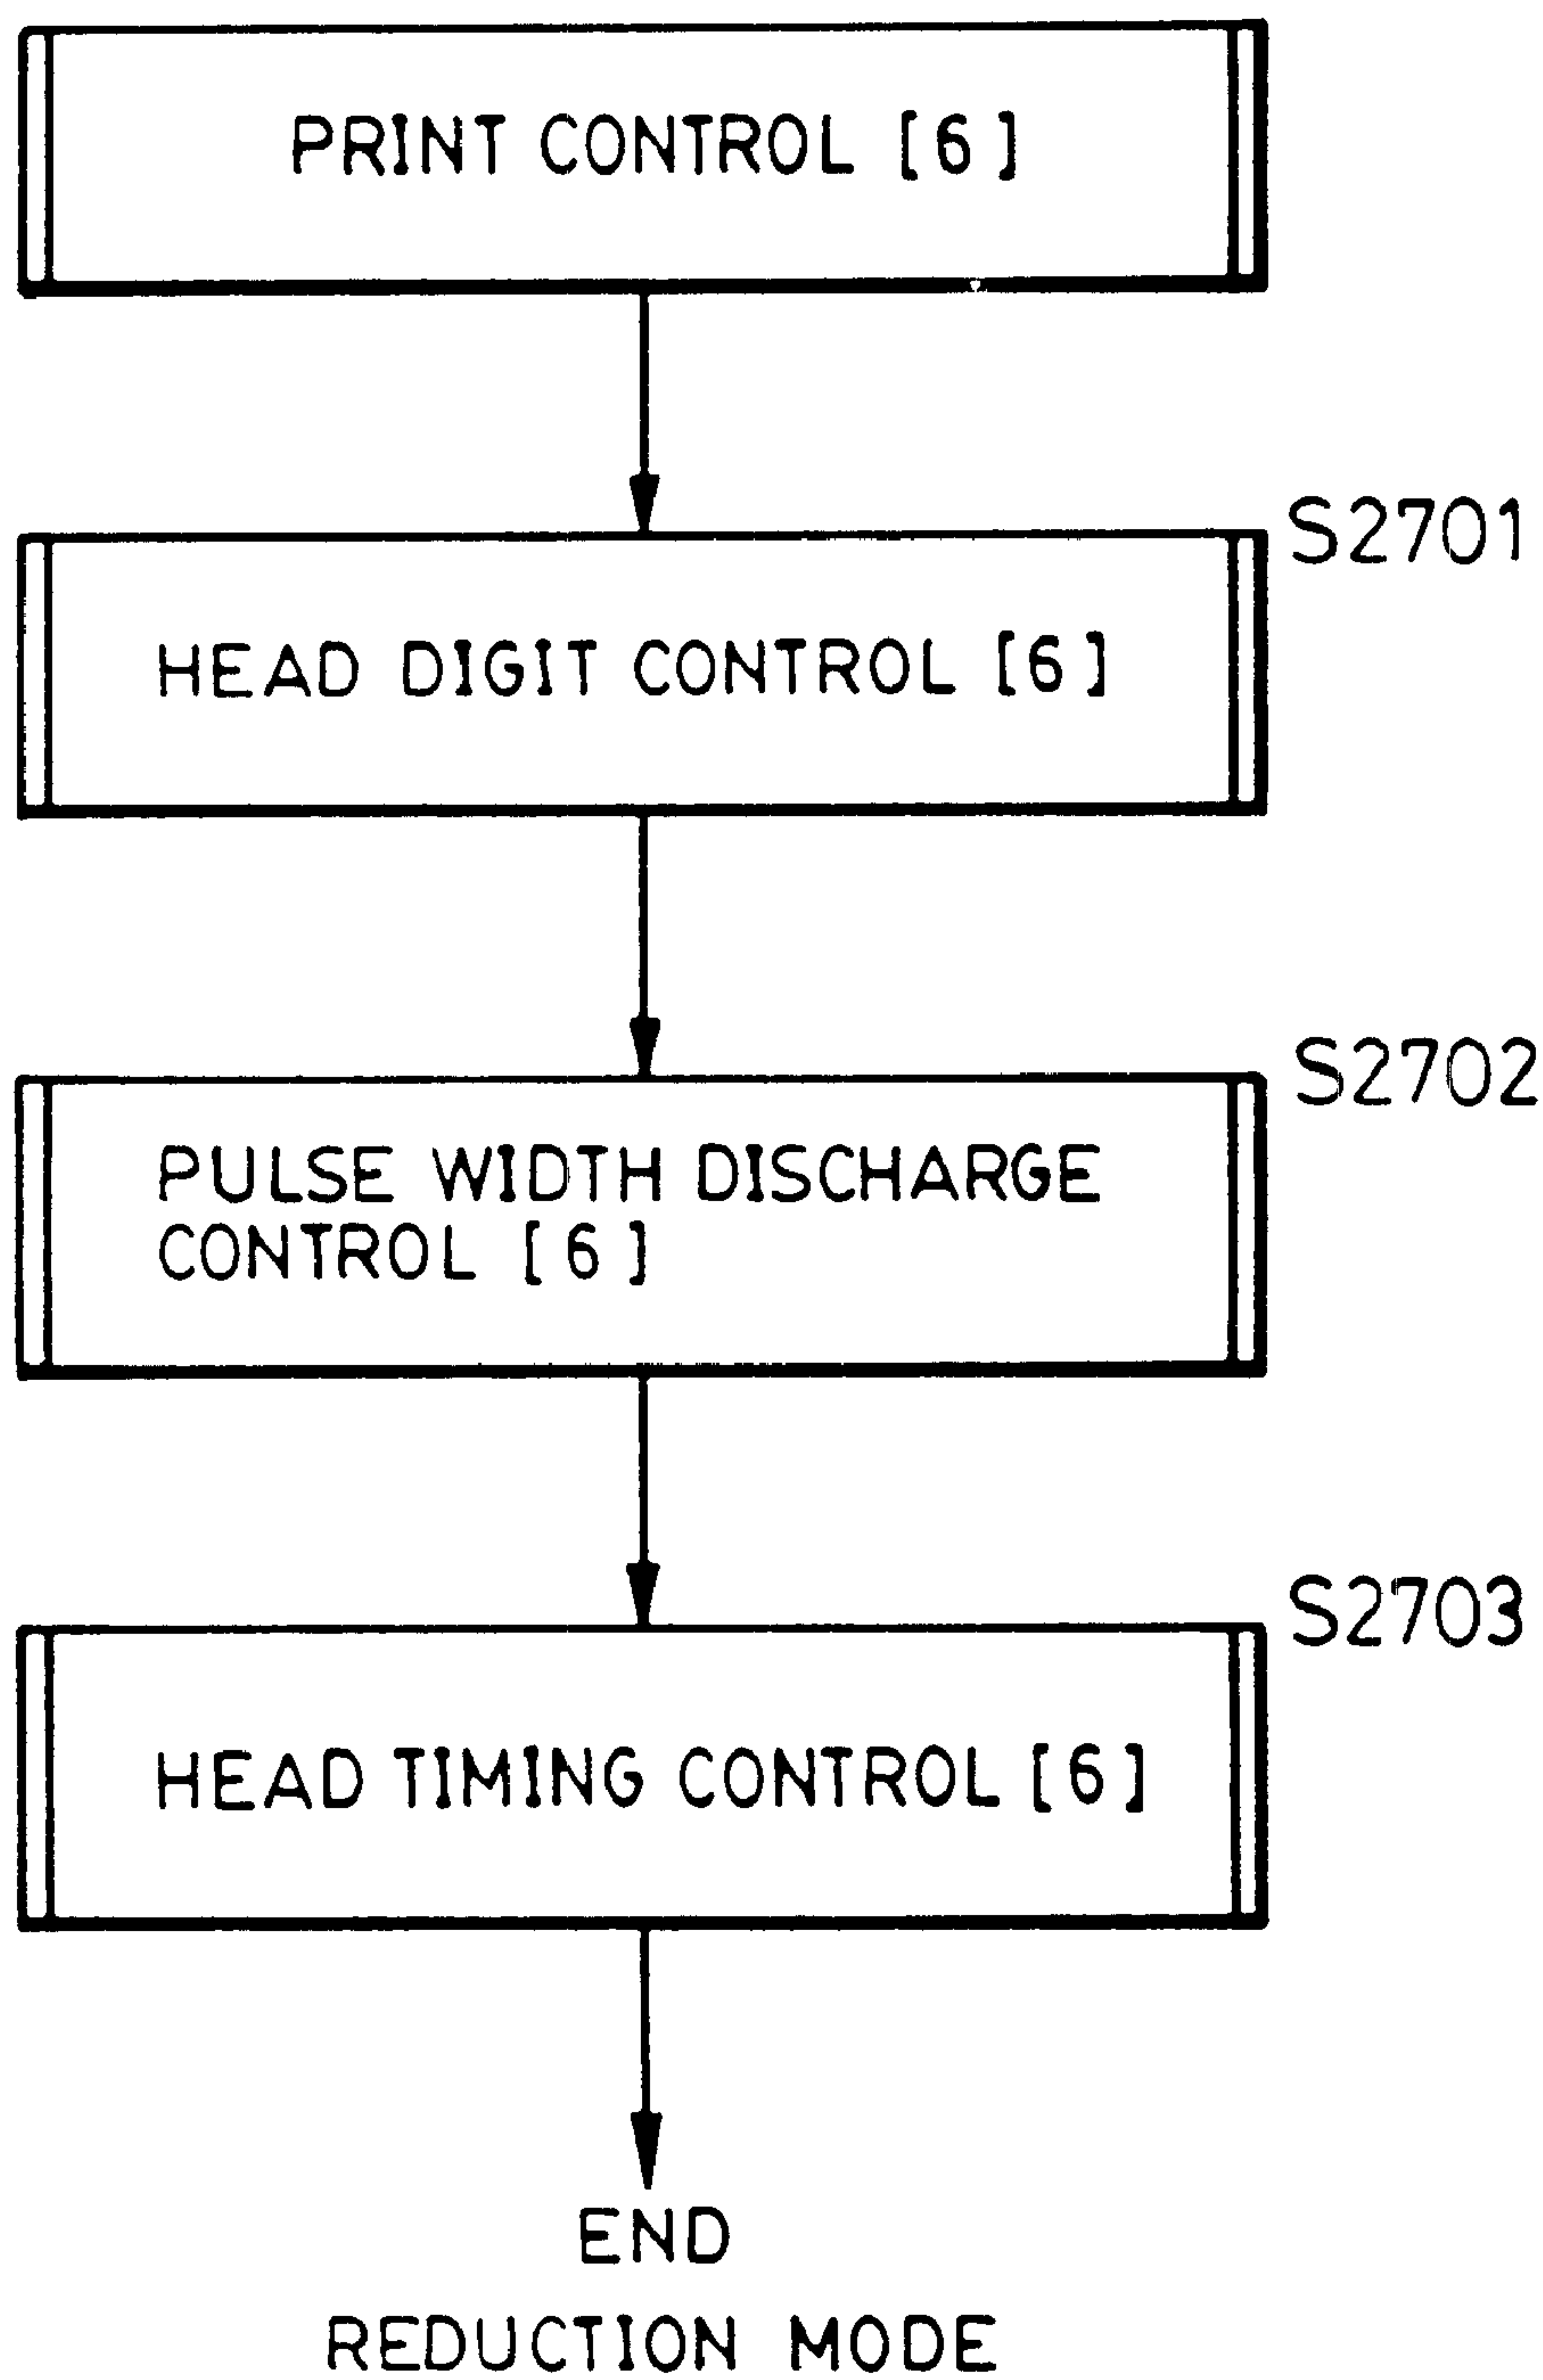 PRINT CONTROL [6]
S2701
HEAD DIGIT CONTROL [6]
S2702
PULSE WIDTH DISCHARGE
CONTROL [6]
S2703
HEAD TIMING CONTROL [6]
END
REDUCTION MODE